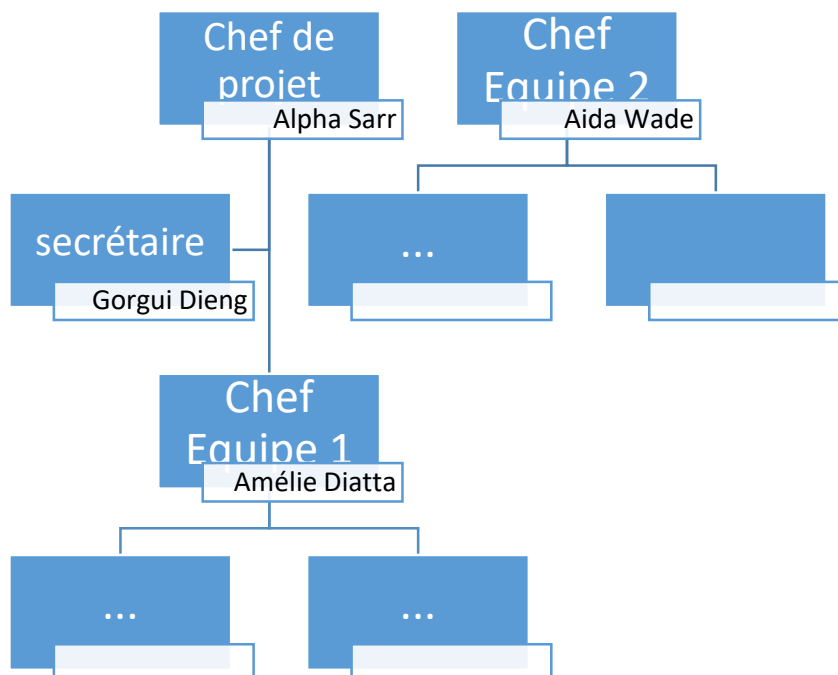 Chef de
projet
Alpha Sarr
Chef
Equipe 2
Aida Wade
secrétaire
Gorgui Dieng
...
Chef
Equipe 1
Amélie Diatta
...
...